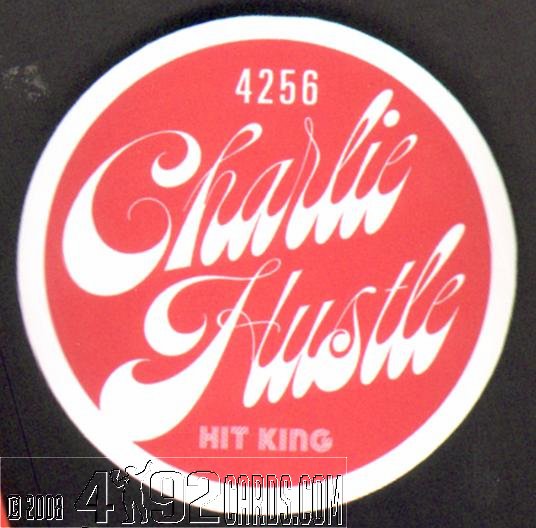 4256
Charlie
Hustle
HIT KING
© 2008 4192CARDS.COM